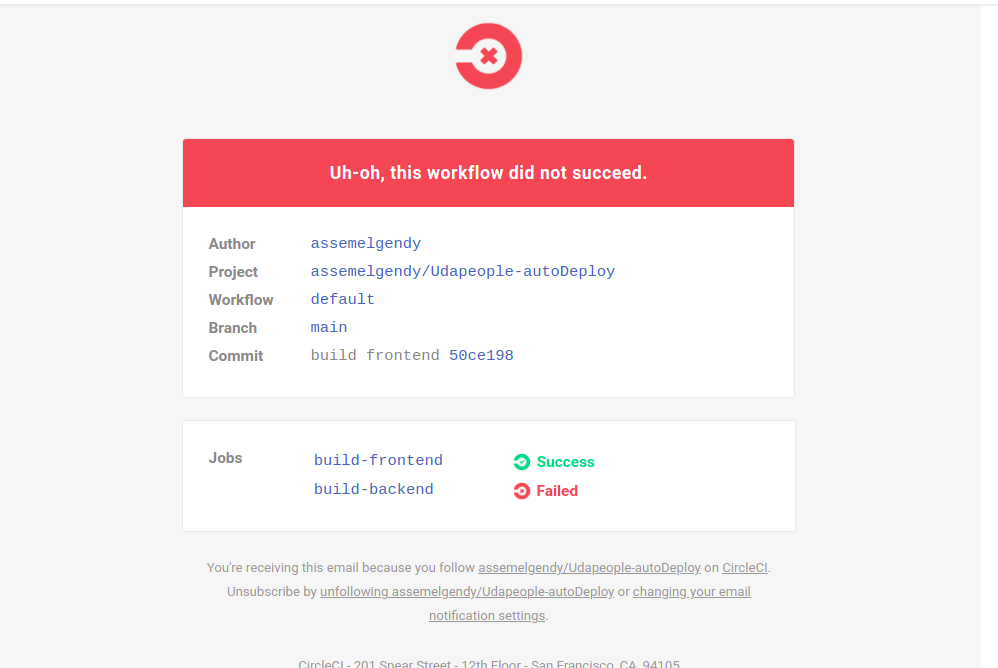 Uh-oh, this workflow did not succeed.
Author assemelgendy
Project assemelgendy/Udapeople-autoDeploy
Workflow default
Branch main
Commit build frontend 50ce198
Jobs build-frontend Success
build-backend Failed
You're receiving this email because you follow assemelgendy/Udapeople-autoDeploy on CircleCI.
Unsubscribe by unfollowing assemelgendy/Udapeople-autoDeploy or changing your email
notification settings.
CircleCI - 201 Spear Street - 12th Floor - San Francisco, CA, 94105